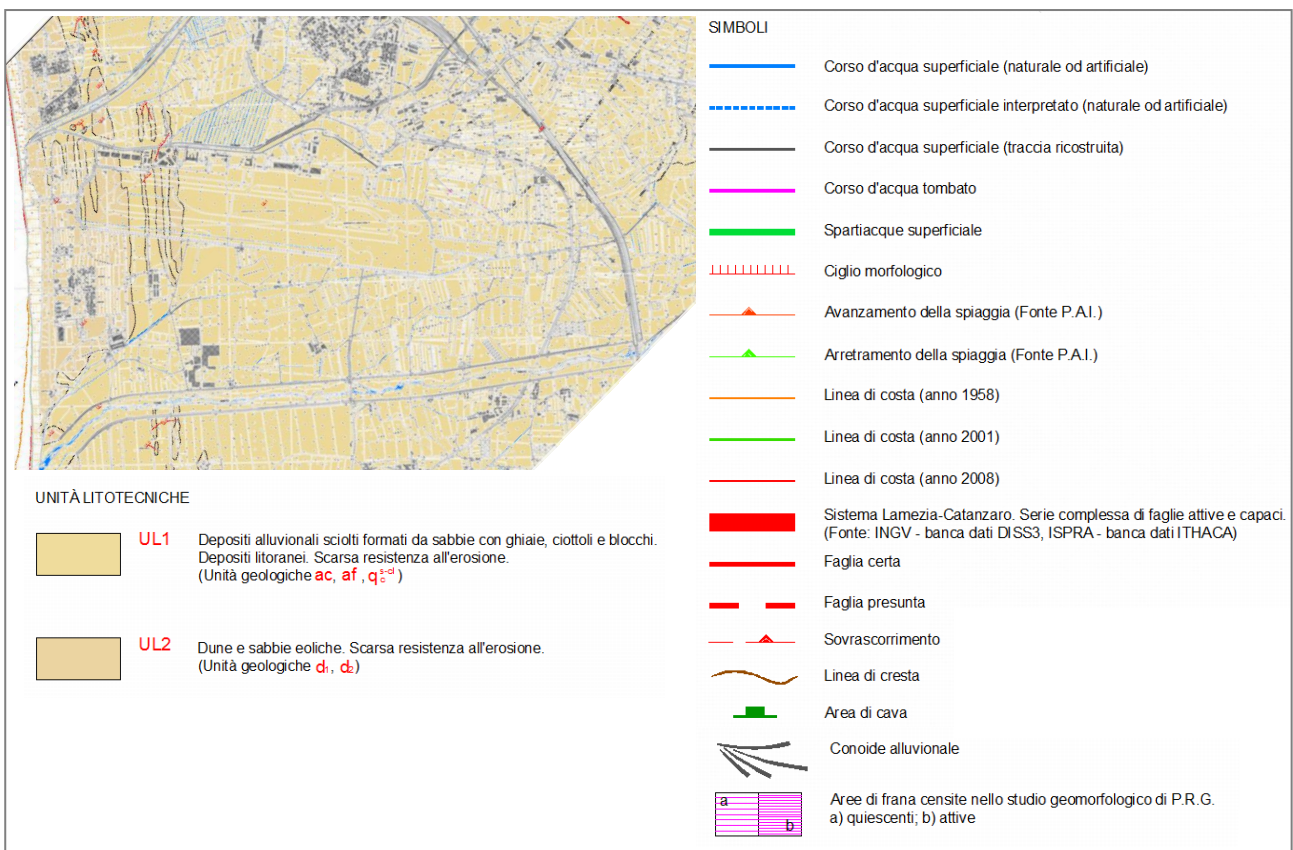 SIMBOLI
Corso d'acqua superficiale (naturale od artificiale)
Corso d'acqua superficiale interpretato (naturale od artificiale)
Corso d'acqua superficiale (traccia ricostruita)
Corso d'acqua tombato
Spartiacque superficiale
Ciglio morfologico
Avanzamento della spiaggia (Fonte P.A.I.)
Arretramento della spiaggia (Fonte P.A.I.)
Linea di costa (anno 1958)
Linea di costa (anno 2001)
Linea di costa (anno 2008)
Sistema Lamezia-Catanzaro. Serie complessa di faglie attive e capaci.
(Fonte: INGV - banca dati DISS3, ISPRA - banca dati ITHACA)
Faglia certa
Faglia presunta
Sovrascorrimento
Linea di cresta
Area di cava
Conoide alluvionale
a
b
Aree di frana censite nello studio geomorfologico di P.R.G.
a) quiescenti; b) attive
UNITÀ LITOTECNICHE
UL1
Depositi alluvionali sciolti formati da sabbie con ghiaie, ciottoli e blocchi.
Depositi litoranei. Scarsa resistenza all'erosione.
(Unità geologiche ac, af , q s-cl c )
UL2
Dune e sabbie eoliche. Scarsa resistenza all'erosione.
(Unità geologiche d1, d2)